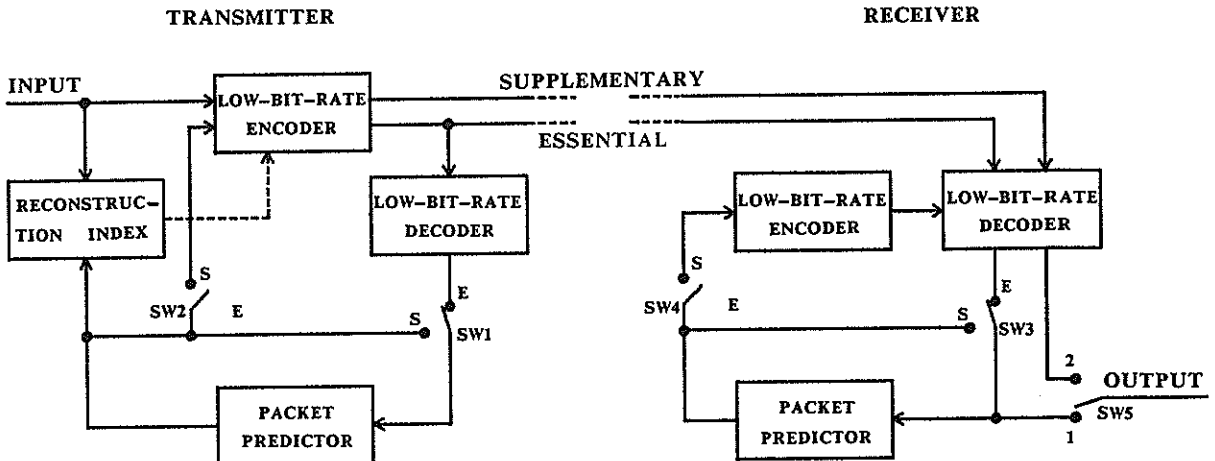 TRANSMITTER
RECEIVER
INPUT
LOW–BIT–RATE
ENCODER
SUPPLEMENTARY
ESSENTIAL
RECONSTRUC–
TION INDEX
LOW–BIT–RATE
DECODER
S
SW2
E
E
S
SW1
PACKET
PREDICTOR
LOW–BIT–RATE
ENCODER
LOW–BIT–RATE
DECODER
S
SW4
E
E
S
SW3
PACKET
PREDICTOR
2
OUTPUT
SW5
1